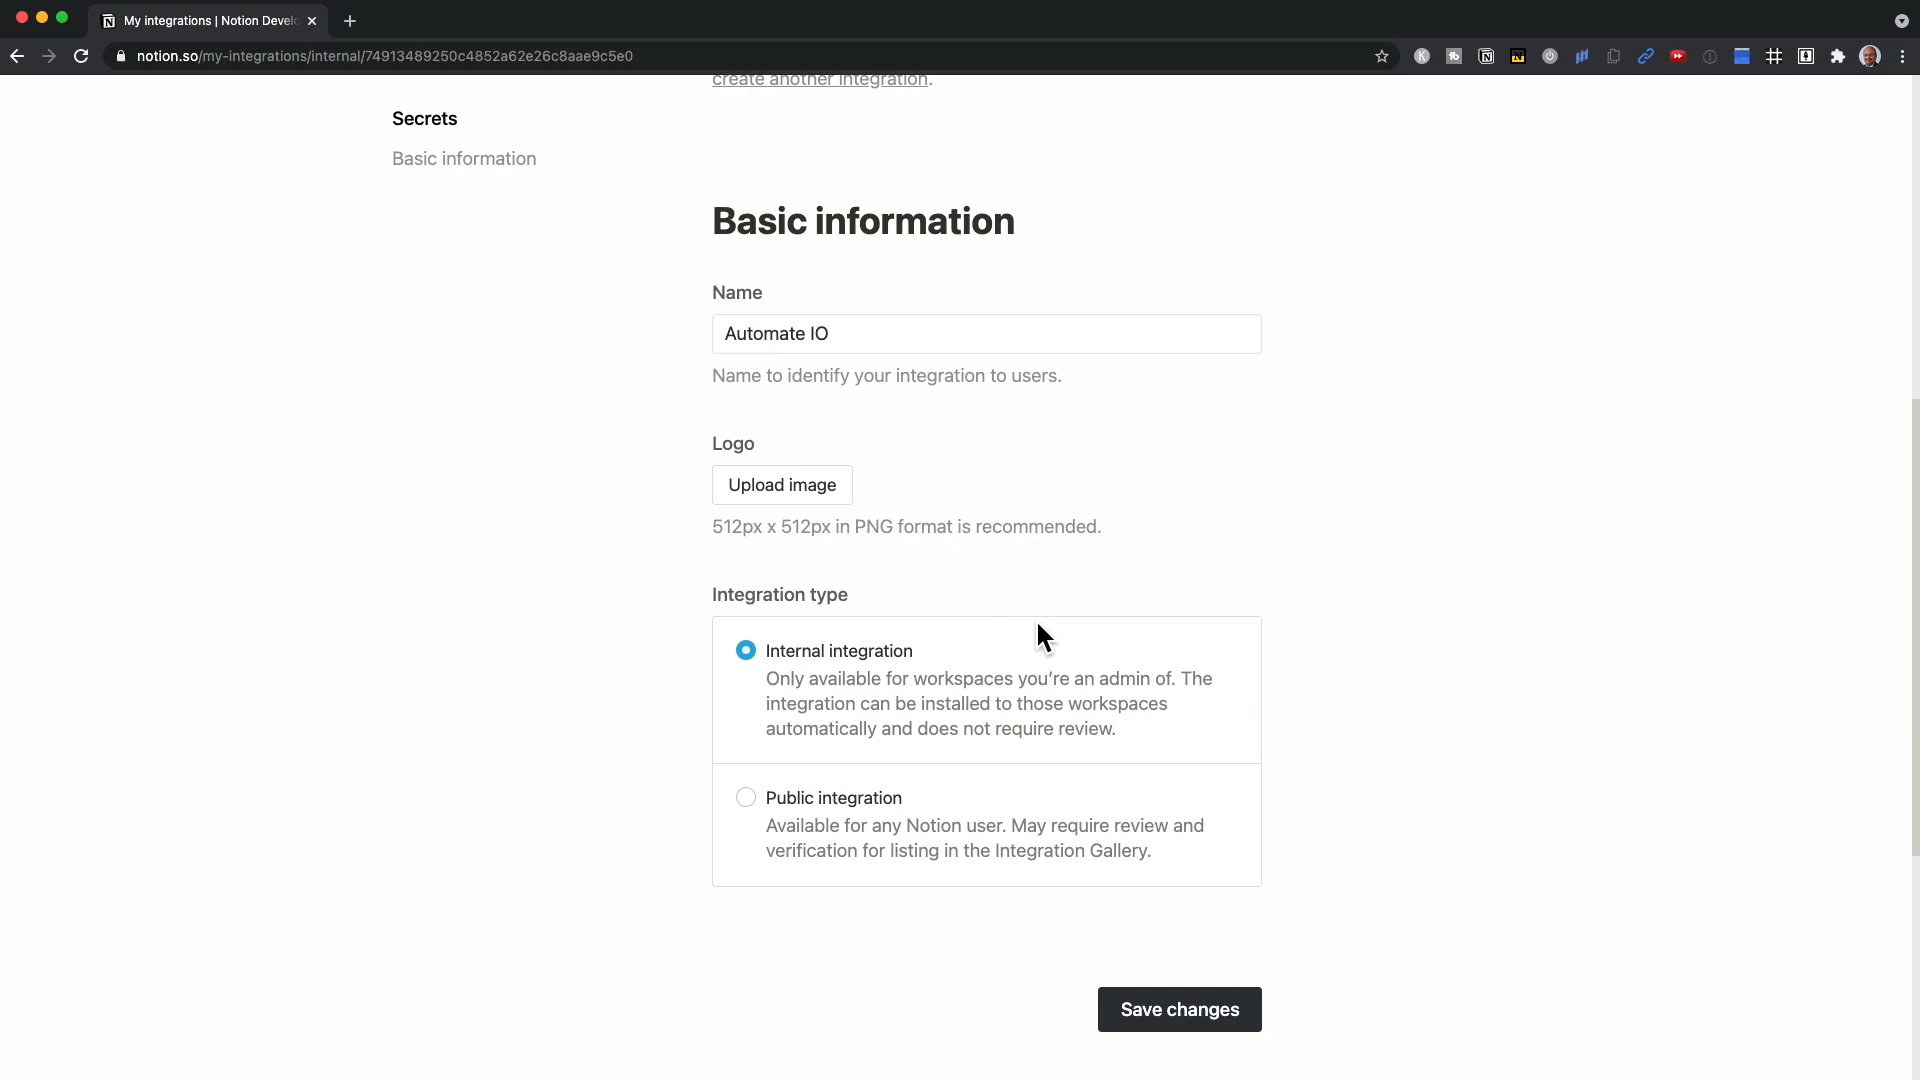 My integrations | Notion Devel
notion.so/my-integrations/internal/74913489250c4852a62e26c8aae9c5e0
create another integration.
Secrets
Basic information
Basic information
Name
Automate IO
Name to identify your integration to users.
Logo
Upload image
512px x 512px in PNG format is recommended.
Integration type
Internal integration
Only available for workspaces you're an admin of. The
integration can be installed to those workspaces
automatically and does not require review.
Public integration
Available for any Notion user. May require review and
verification for listing in the Integration Gallery.
Save changes